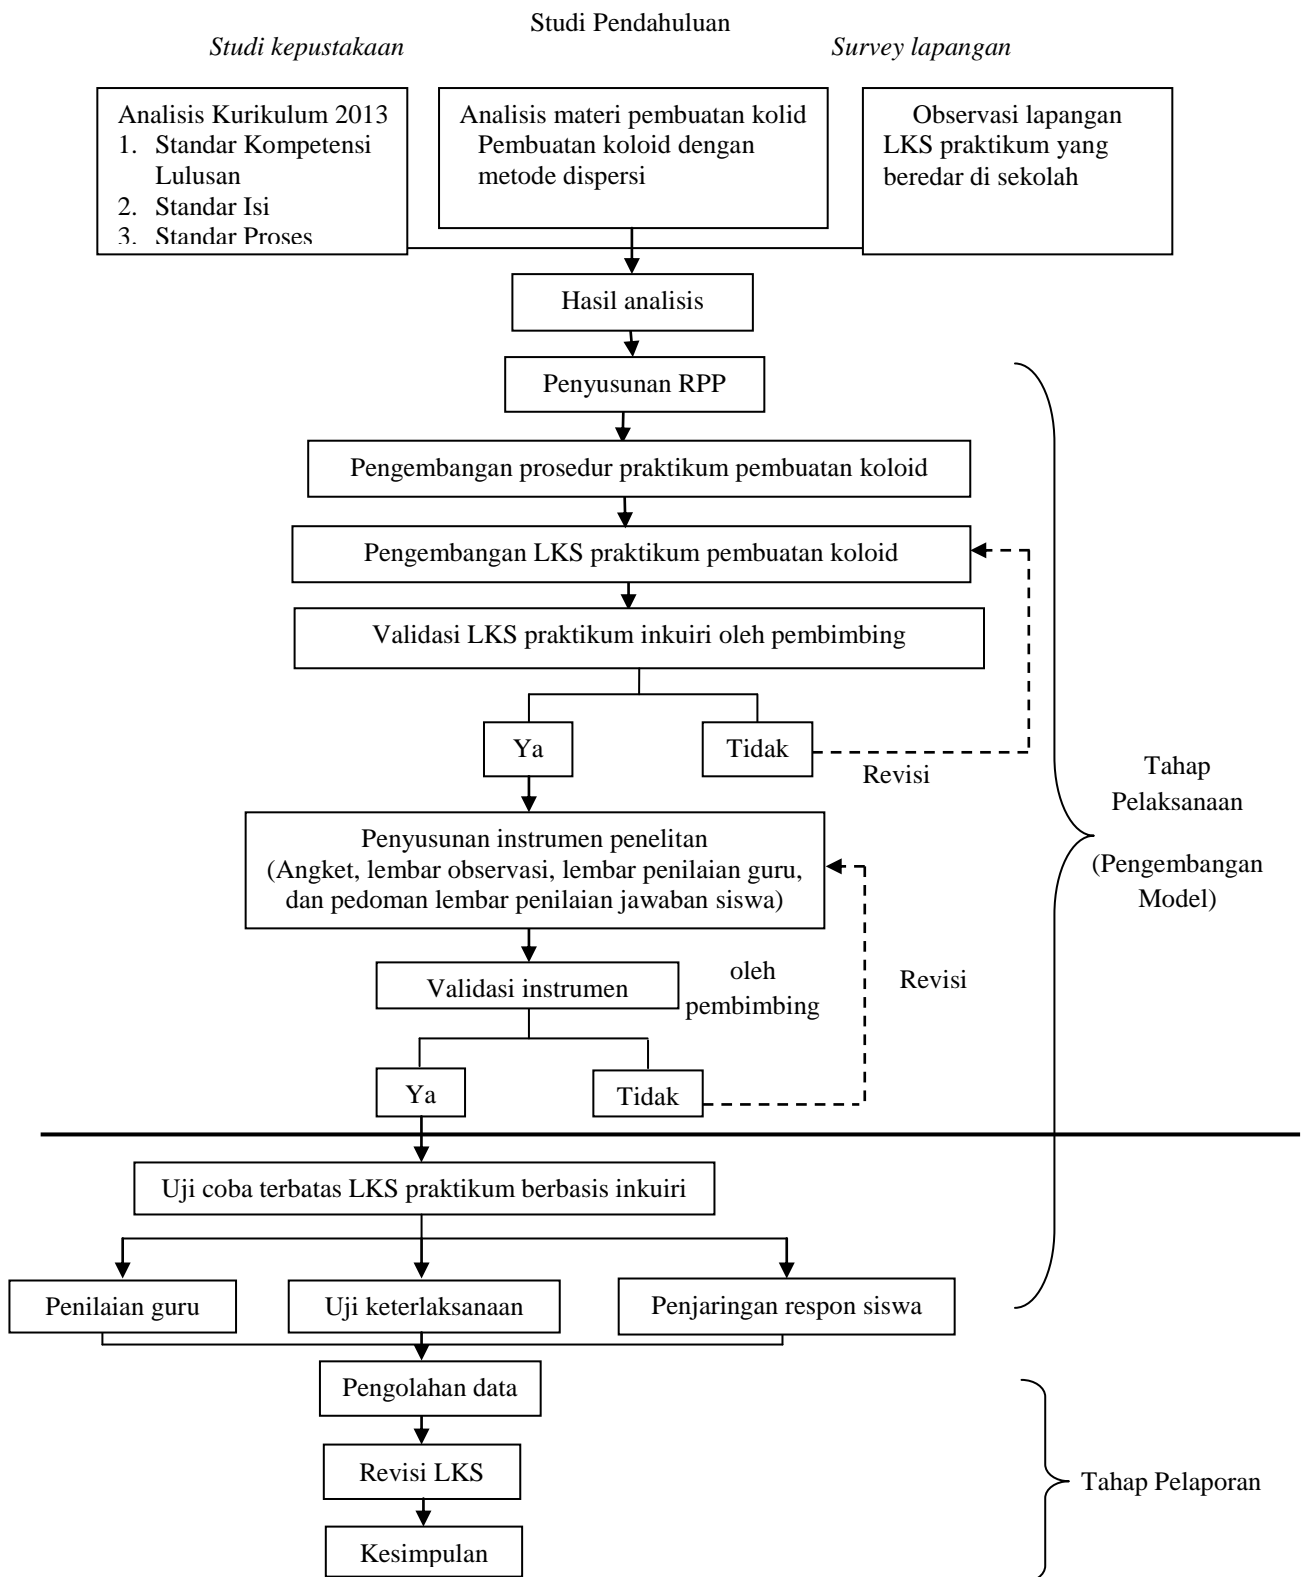 Studi Pendahuluan
Studi kepustakaan
Survey lapangan
Analisis Kurikulum 2013
1. Standar Kompetensi
Lulusan
2. Standar Isi
3. Standar Proses
Analisis materi pembuatan kolid
Pembuatan koloid dengan
metode dispersi
Observasi lapangan
LKS praktikum yang
beredar di sekolah
Hasil analisis
Penyusunan RPP
Pengembangan prosedur praktikum pembuatan koloid
Pengembangan LKS praktikum pembuatan koloid
Validasi LKS praktikum inkuiri oleh pembimbing
Ya
Tidak
Revisi
Tahap
Pelaksanaan
(Pengembangan
Model)
Penyusunan instrumen penelitan
(Angket, lembar observasi, lembar penilaian guru,
dan pedoman lembar penilaian jawaban siswa)
Validasi instrumen
oleh
pembimbing
Revisi
Ya
Tidak
Uji coba terbatas LKS praktikum berbasis inkuiri
Penilaian guru
Uji keterlaksanaan
Penjaringan respon siswa
Pengolahan data
Revisi LKS
Kesimpulan
Tahap Pelaporan